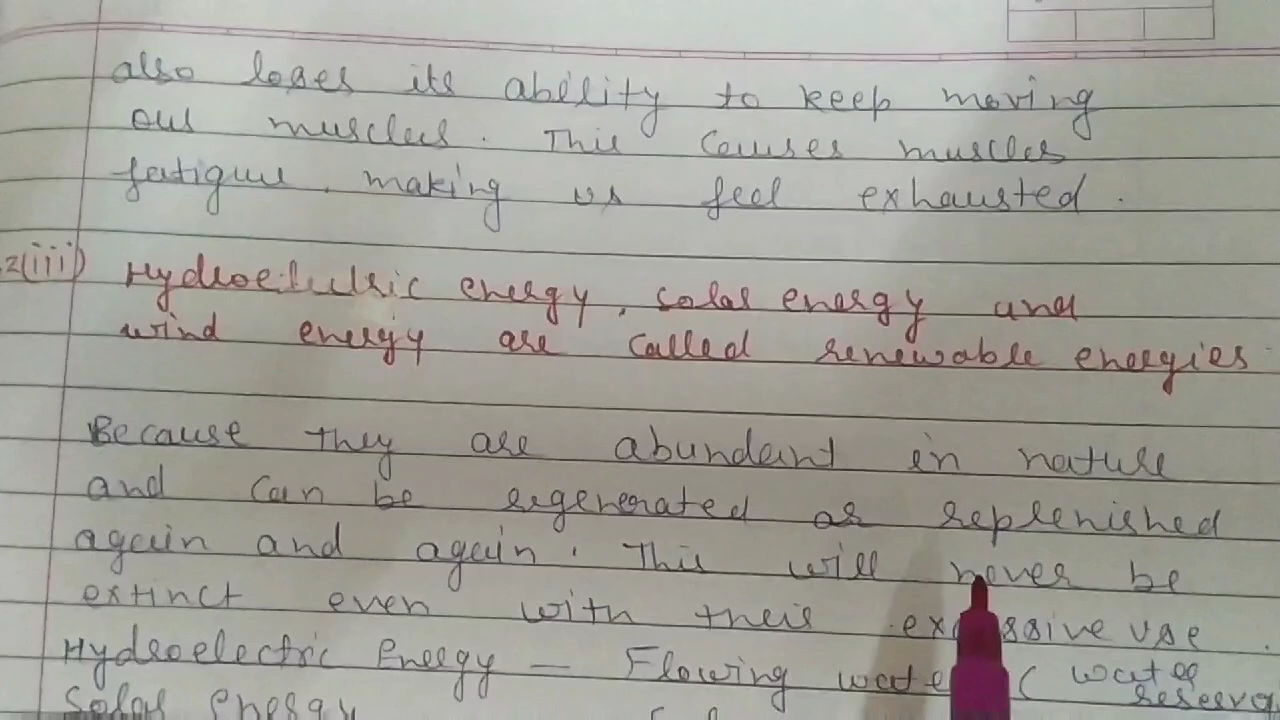 also loses its ability to keep moving
our muscles. This causes muscles
fatigue, making us feel exhausted.
2(iii) Hydroelectric energy, solar energy and
wind energy are called renewable energies
Because they are abundant in nature
and can be regenerated or replenished
again and again. This will never be
extinct even with their use.
Hydroelectric Energy — Flowing (water
Solar energy